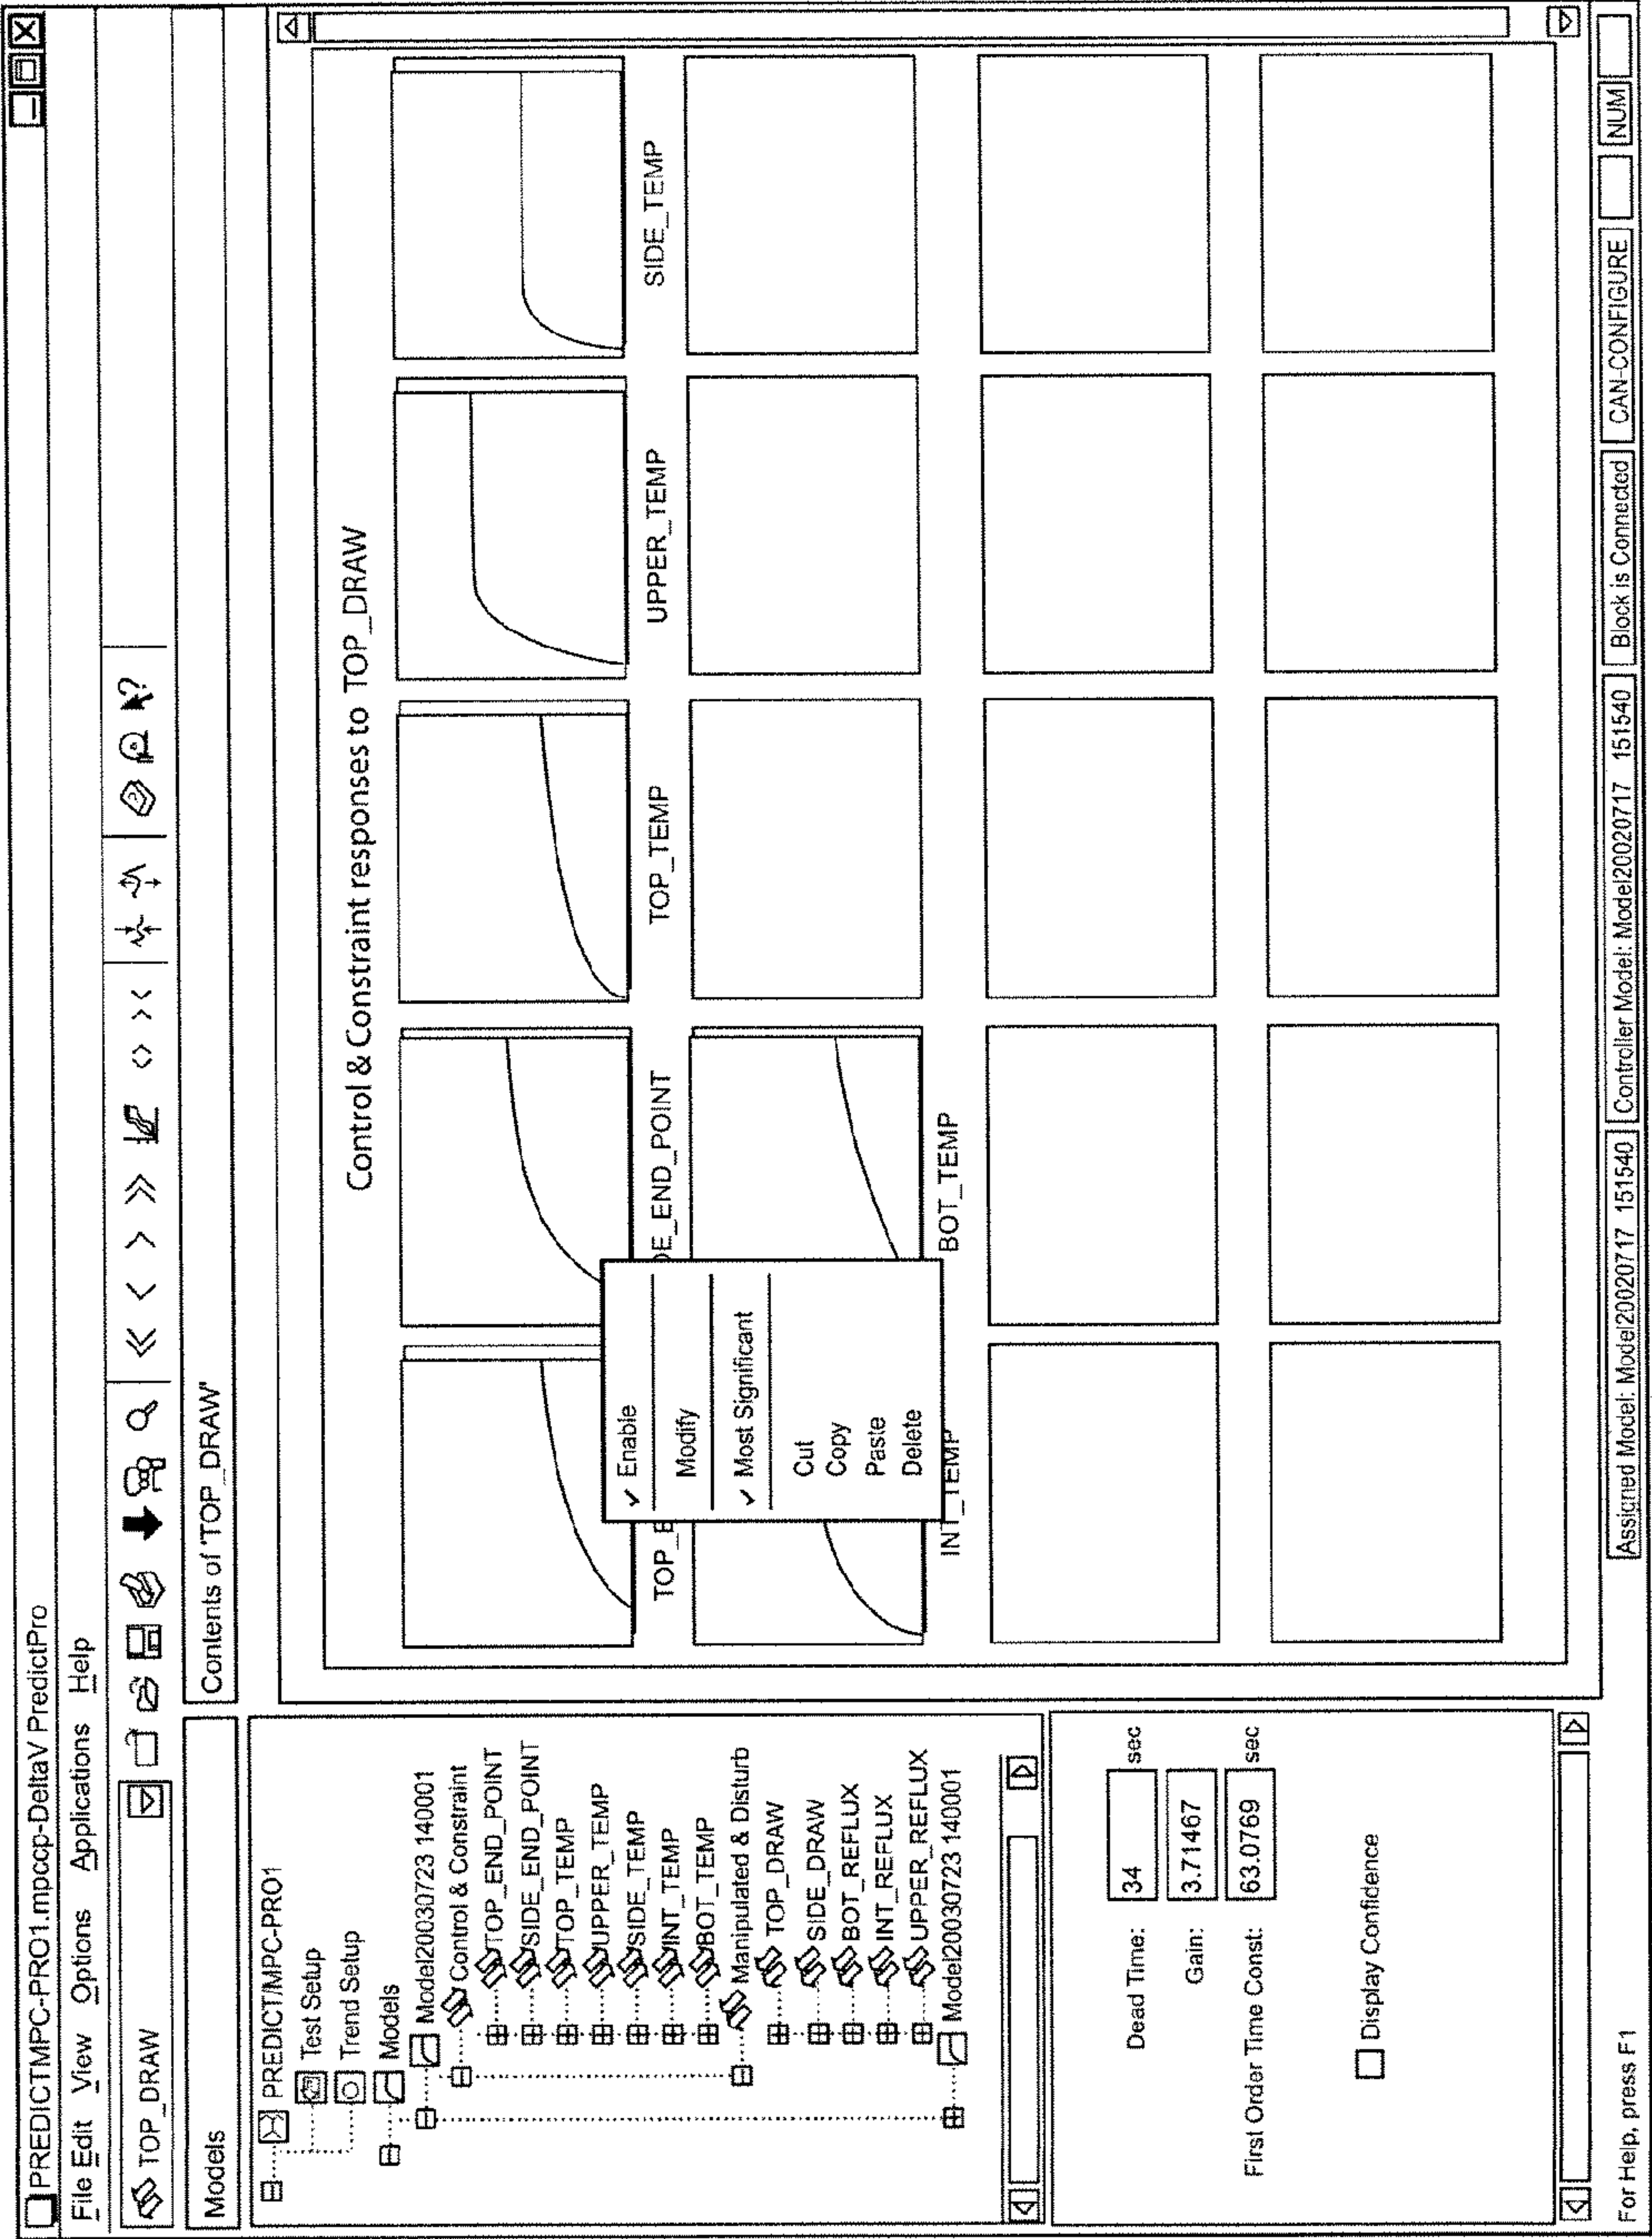 PREDICTMPC-PRO1.mpccp-DeltaV PredictPro
File Edit View Options Applications Help
TOP_DRAW
Models
Contents of 'TOP_DRAW'
PREDICT/MPC-PRO1
Test Setup
Trend Setup
Models
Model20030723 140001
Control & Constraint
TOP_END_POINT
SIDE_END_POINT
TOP_TEMP
UPPER_TEMP
SIDE_TEMP
INT_TEMP
BOT_TEMP
Manipulated & Disturb
TOP_DRAW
SIDE_DRAW
BOT_REFLUX
INT_REFLUX
UPPER_REFLUX
Model20030723 140001
Dead Time: 34 sec
Gain: 3.71467
First Order Time Const: 63.0769 sec
Display Confidence
Control & Constraint responses to TOP_DRAW
TOP_E
DE_END_POINT
TOP_TEMP
UPPER_TEMP
SIDE_TEMP
✓ Enable
Modify
✓ Most Significant
Cut
Copy
Paste
Delete
INT_TEMP
BOT_TEMP
For Help, press F1
Assigned Model: Model20020717 151540
Controller Model: Model20020717 151540
Block is Connected
CAN-CONFIGURE
NUM